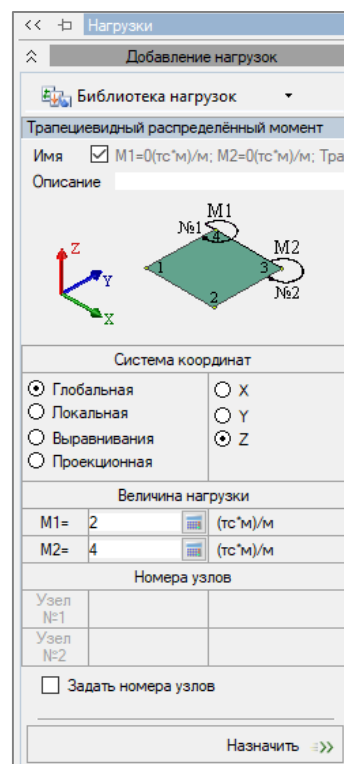 << Нагрузки
Добавление нагрузок
Библиотека нагрузок
Трапециевидный распределённый момент
Имя M1=0(тс*м)/м; M2=0(тс*м)/м; Тра
Описание
M1
№1 4
Z M2
Y 1 3
№2
2
X
Система координат
Глобальная X
Локальная Y
Выравнивания Z
Проекционная
Величина нагрузки
M1= 2 (тс*м)/м
M2= 4 (тс*м)/м
Номера узлов
Узел
№1
Узел
№2
Задать номера узлов
Назначить